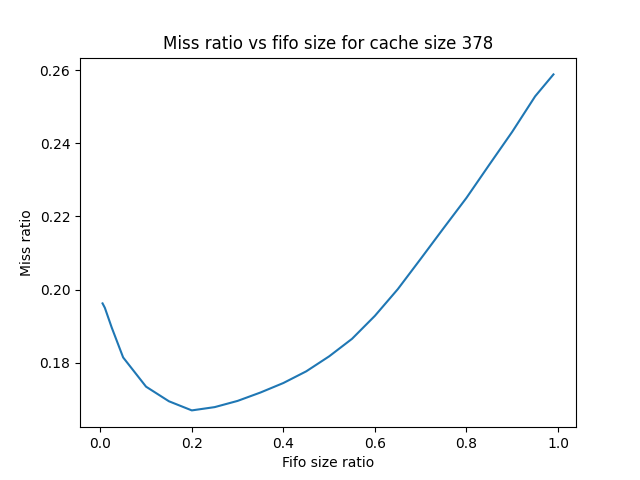 Miss ratio vs fifo size for cache size 378
0.26
0.24
0.22
0.20
0.18
Miss ratio
0.0 0.2 0.4 0.6 0.8 1.0
Fifo size ratio